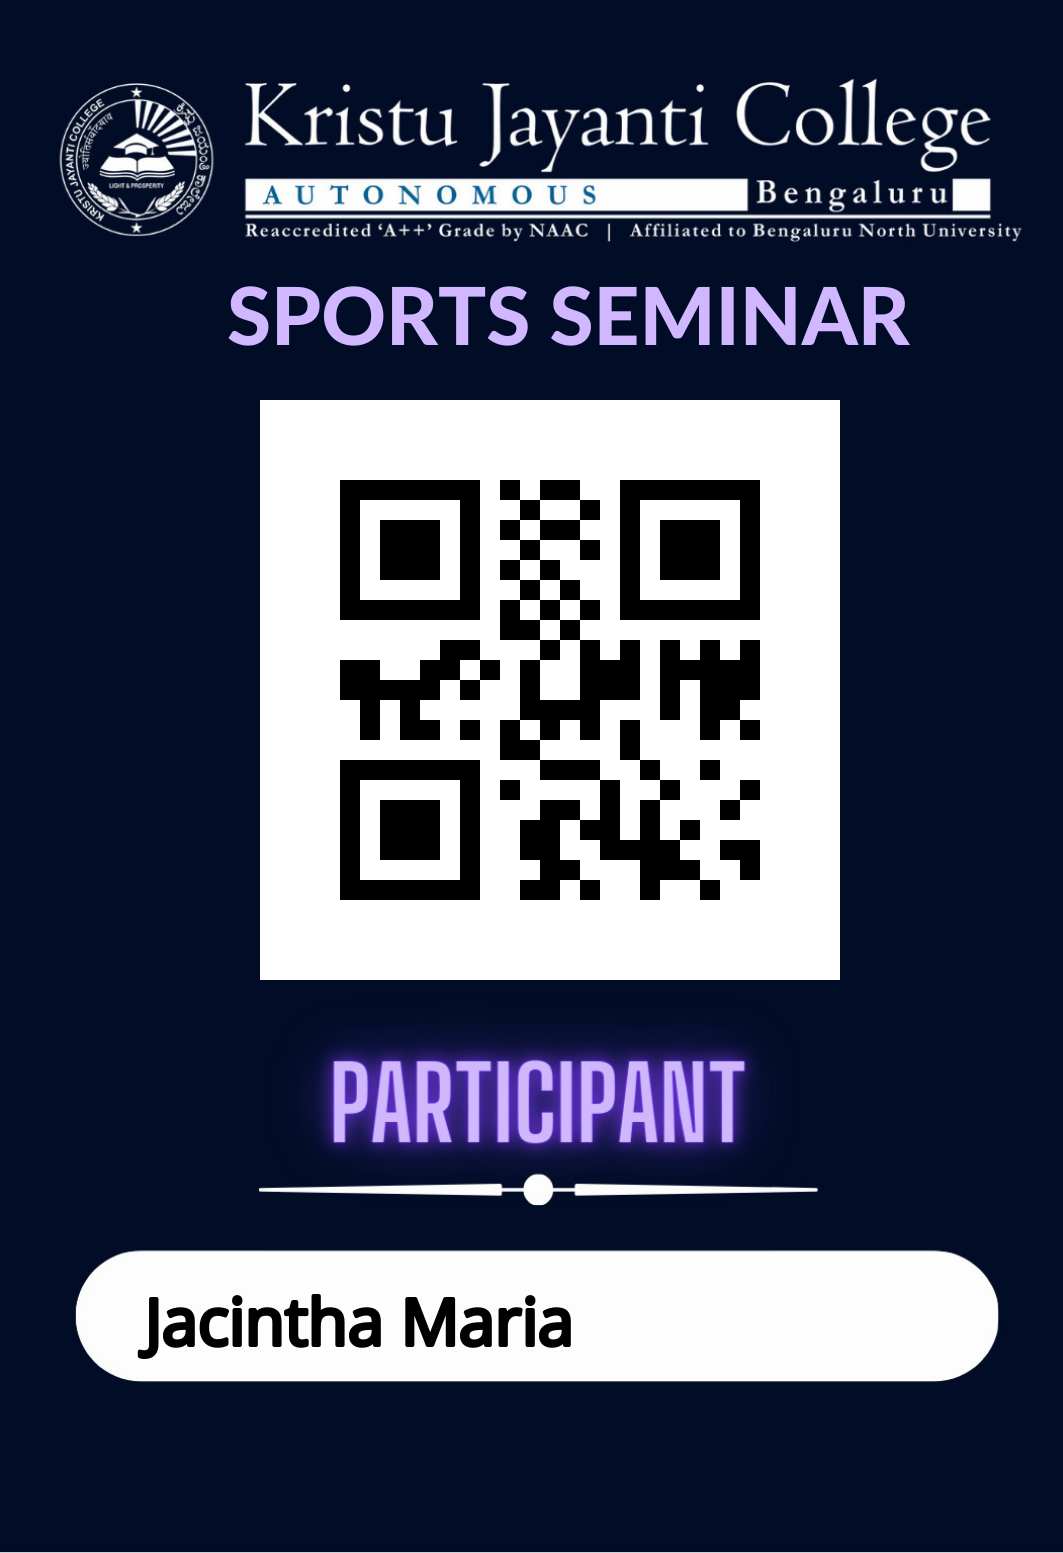 KRISTU JAYANTI COLLEGE
ಕ್ರಿಸ್ತು ಜಯಂತಿ ಕಾಲೇಜು
LIGHT & PROSPERITY
Kristu Jayanti College
AUTONOMOUS Bengaluru
Reaccredited ‘A++’ Grade by NAAC | Affiliated to Bengaluru North University
SPORTS SEMINAR
PARTICIPANT
Jacintha Maria